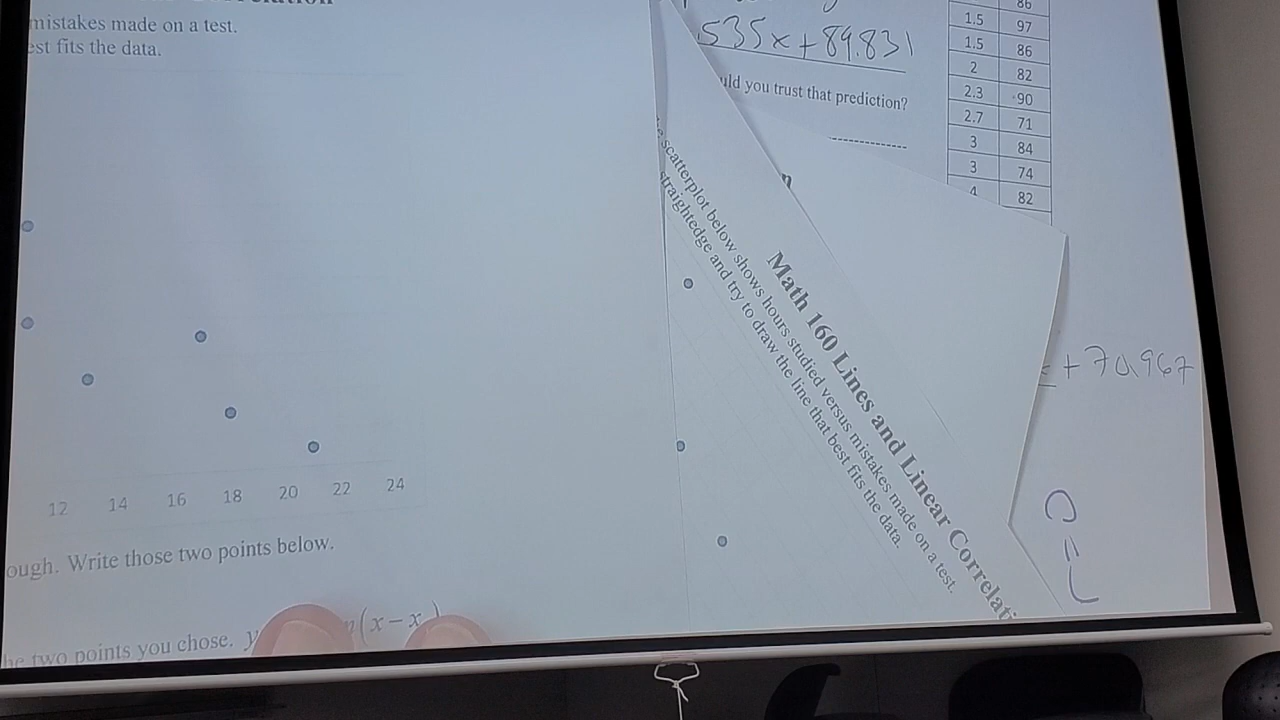 mistakes made on a test.
est fits the data.
12 14 16 18 20 22 24
ough. Write those two points below.
he two points you chose. y (x − x )
535x + 89.831
uld you trust that prediction?
86
1.5 97
1.5 86
2 82
2.3 90
2.7 71
3 84
3 74
4 82
Math 160 Lines and Linear Correlati
e scatterplot below shows hours studied versus mistakes made on a test.
straightedge and try to draw the line that best fits the data.
+ 70.967